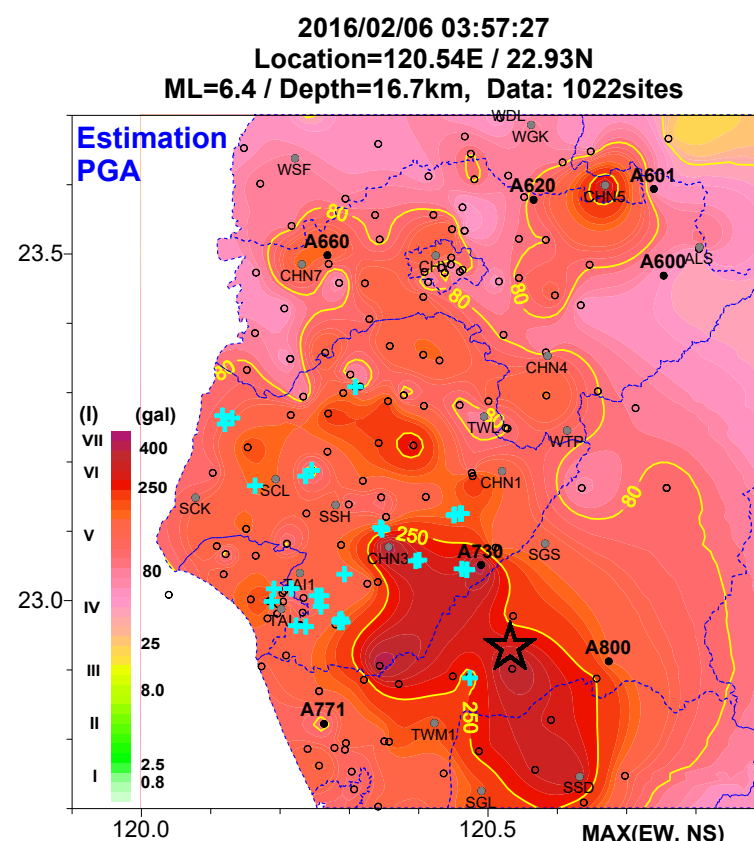 2016/02/06 03:57:27
Location=120.54E / 22.93N
ML=6.4 / Depth=16.7km, Data: 1022sites
Estimation
PGA
WDL
WGK
WSF
A620
A601
CHN5
80
A660
23.5
CHN7
A600
ALS
80
80
80
CHN4
(I) (gal)
TWL
80
WTP
VII
400
VI
250
SCL
CHN1
80
SCK
SSH
V
250
CHN3
A730
SGS
80
TAI1
23.0
IV
TAI
25
A800
III
8.0
A771
250
II
TWM1
2.5
I
0.8
SGL
SSD
120.0
120.5
MAX(EW, NS)